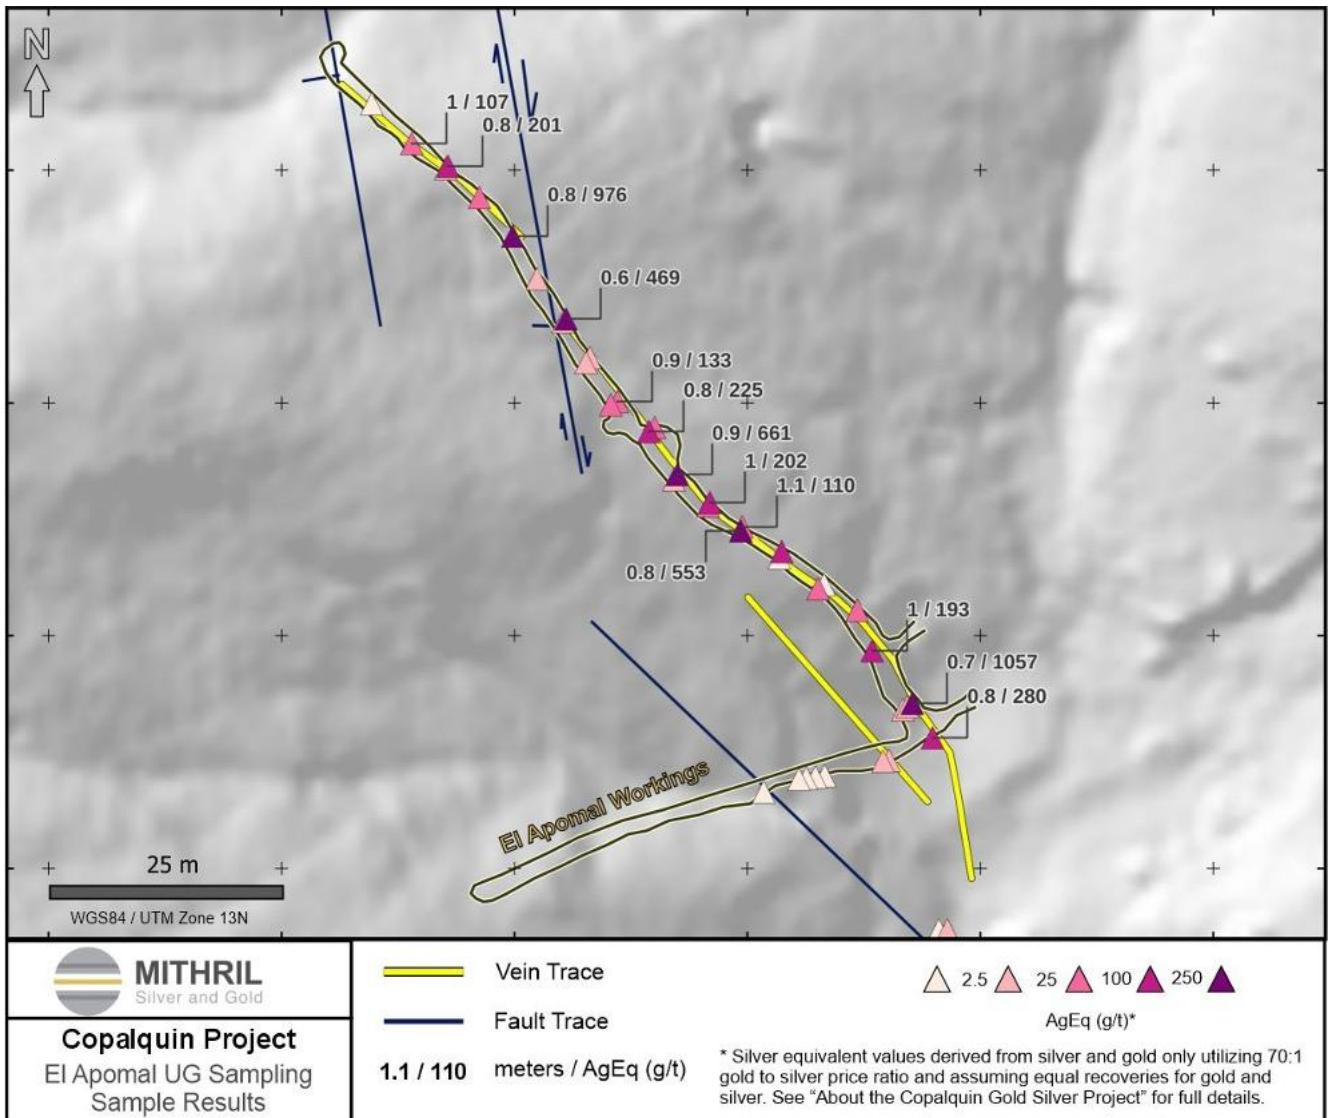 N
1 / 107
0.8 / 201
0.8 / 976
0.6 / 469
0.9 / 133
0.8 / 225
0.9 / 661
1 / 202
1.1 / 110
0.8 / 553
1 / 193
0.7 / 1057
0.8 / 280
El Apomal Workings
25 m
WGS84 / UTM Zone 13N
MITHRIL
Silver and Gold
Copalquin Project
El Apomal UG Sampling
Sample Results
Vein Trace
Fault Trace
1.1 / 110 meters / AgEq (g/t)
2.5 25 100 250
AgEq (g/t)*
* Silver equivalent values derived from silver and gold only utilizing 70:1
gold to silver price ratio and assuming equal recoveries for gold and
silver. See “About the Copalquin Gold Silver Project” for full details.